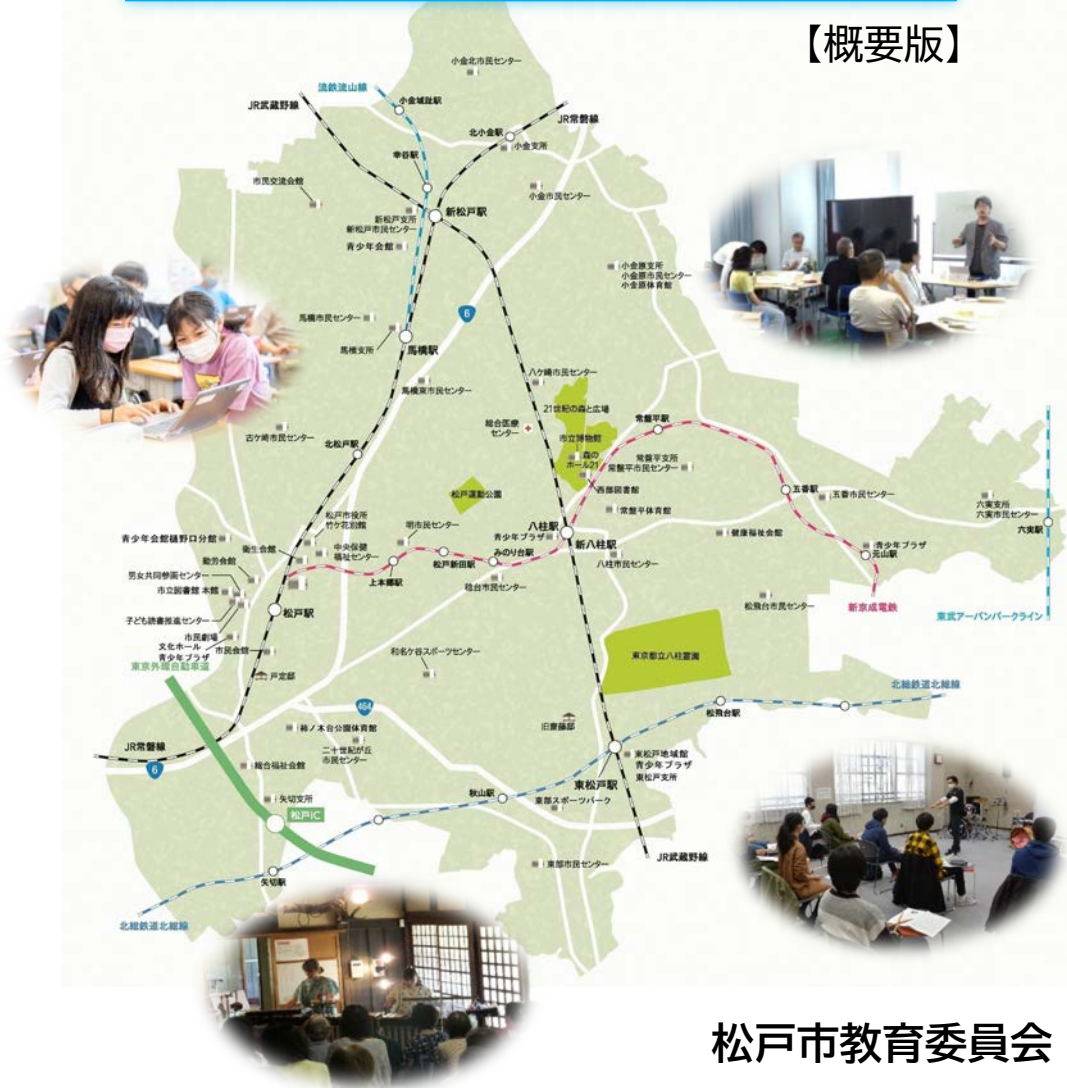 【概要版】
小金北市民センター
流鉄流山線
JR武蔵野線
小金城趾駅
JR常磐線
北小金駅
小金支所
幸谷駅
市民交流会館
小金市民センター
新松戸駅
新松戸支所
新松戸市民センター
青少年会館
小金原支所
小金原市民センター
小金原体育館
6
馬橋市民センター
馬橋支所
馬橋駅
八ケ崎市民センター
馬橋東市民センター
21世紀の森と広場
総合医療
センター
常盤平駅
古ケ崎市民センター
市立博物館
北松戸駅
森の
ホール21
常盤平支所
常盤平市民センター
西部図書館
五香駅
五香市民センター
六実支所
六実市民センター
六実駅
松戸運動公園
常盤平体育館
松戸市役所
竹ケ花別館
明市民センター
八柱駅
青少年プラザ
新八柱駅
健康福祉会館
青少年会館樋野口分館
衛生会館
中央保健
福祉センター
みのり台駅
松戸新田駅
上本郷駅
八柱市民センター
青少年プラザ
元山駅
勤労会館
男女共同参画センター
市立図書館 本館
稔台市民センター
松飛台市民センター
新京成電鉄
東武アーバンパークライン
松戸駅
子ども読書推進センター
市民劇場
文化ホール
青少年プラザ
市民会館
和名ケ谷スポーツセンター
東京都立八柱霊園
東京外環自動車道
戸定邸
北総鉄道北総線
464
松飛台駅
柿ノ木台公園体育館
旧齋藤邸
JR常磐線
二十世紀が丘
市民センター
6
総合福祉会館
東松戸地域館
青少年プラザ
東松戸支所
東松戸駅
矢切支所
秋山駅
東部スポーツパーク
松戸IC
JR武蔵野線
東部市民センター
矢切駅
北総鉄道北総線
松戸市教育委員会